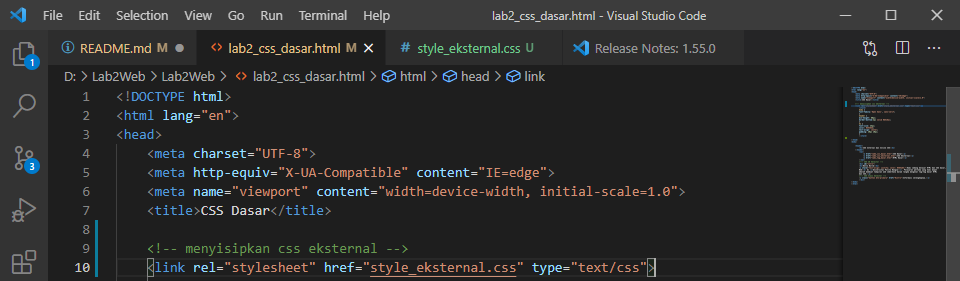 File Edit Selection View Go Run Terminal Help lab2_css_dasar.html - Visual Studio Code
README.md M lab2_css_dasar.html M style_eksternal.css U Release Notes: 1.55.0
D: > Lab2Web > Lab2Web > lab2_css_dasar.html > html > head > link
1 <!DOCTYPE html>
2 <html lang="en">
3 <head>
4 <meta charset="UTF-8">
5 <meta http-equiv="X-UA-Compatible" content="IE=edge">
6 <meta name="viewport" content="width=device-width, initial-scale=1.0">
7 <title>CSS Dasar</title>
8
9 <!-- menyisipkan css eksternal -->
10 <link rel="stylesheet" href="style_eksternal.css" type="text/css">
1
3